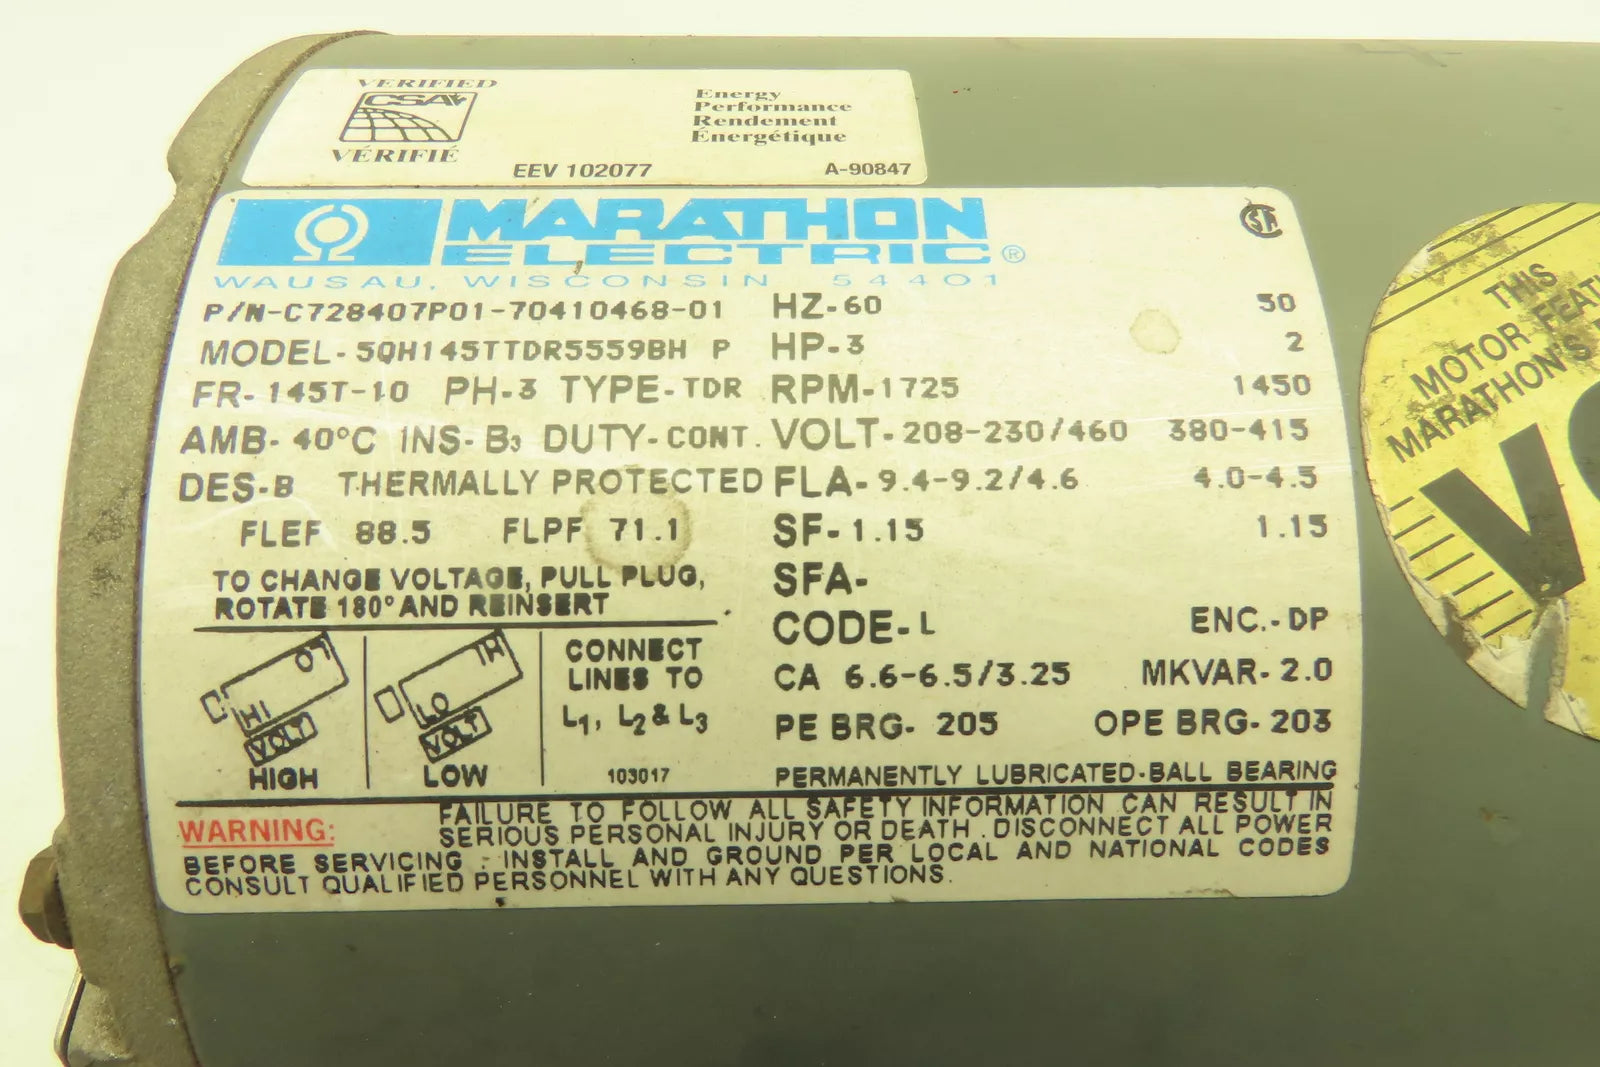 VERIFIED
CSA
VÉRIFIÉ
Energy
Performance
Rendement
Énergétique
EEV 102077 A-90847
MARATHON
ELECTRIC®
WAUSAU, WISCONSIN 54401
P/N-C728407P01-70410468-01 HZ-60 50
MODEL-5QH145TTDR5559BH P HP-3 2
FR-145T-10 PH-3 TYPE-TDR RPM-1725 1450
AMB-40°C INS-B3 DUTY-CONT. VOLT-208-230/460 380-415
DES-B THERMALLY PROTECTED FLA-9.4-9.2/4.6 4.0-4.5
FLEF 88.5 FLPF 71.1 SF-1.15 1.15
TO CHANGE VOLTAGE, PULL PLUG,
ROTATE 180° AND REINSERT
SFA-
CODE-L ENC.-DP
CA 6.6-6.5/3.25 MKVAR-2.0
PE BRG-205 OPE BRG-203
PERMANENTLY LUBRICATED-BALL BEARING
LO
HI
VOLT
HIGH
HI
LO
VOLT
LOW
CONNECT
LINES TO
L1, L2 & L3
103017
WARNING: FAILURE TO FOLLOW ALL SAFETY INFORMATION CAN RESULT IN
SERIOUS PERSONAL INJURY OR DEATH. DISCONNECT ALL POWER
BEFORE SERVICING. INSTALL AND GROUND PER LOCAL AND NATIONAL CODES
CONSULT QUALIFIED PERSONNEL WITH ANY QUESTIONS.
THIS
MOTOR
MARATHON'S